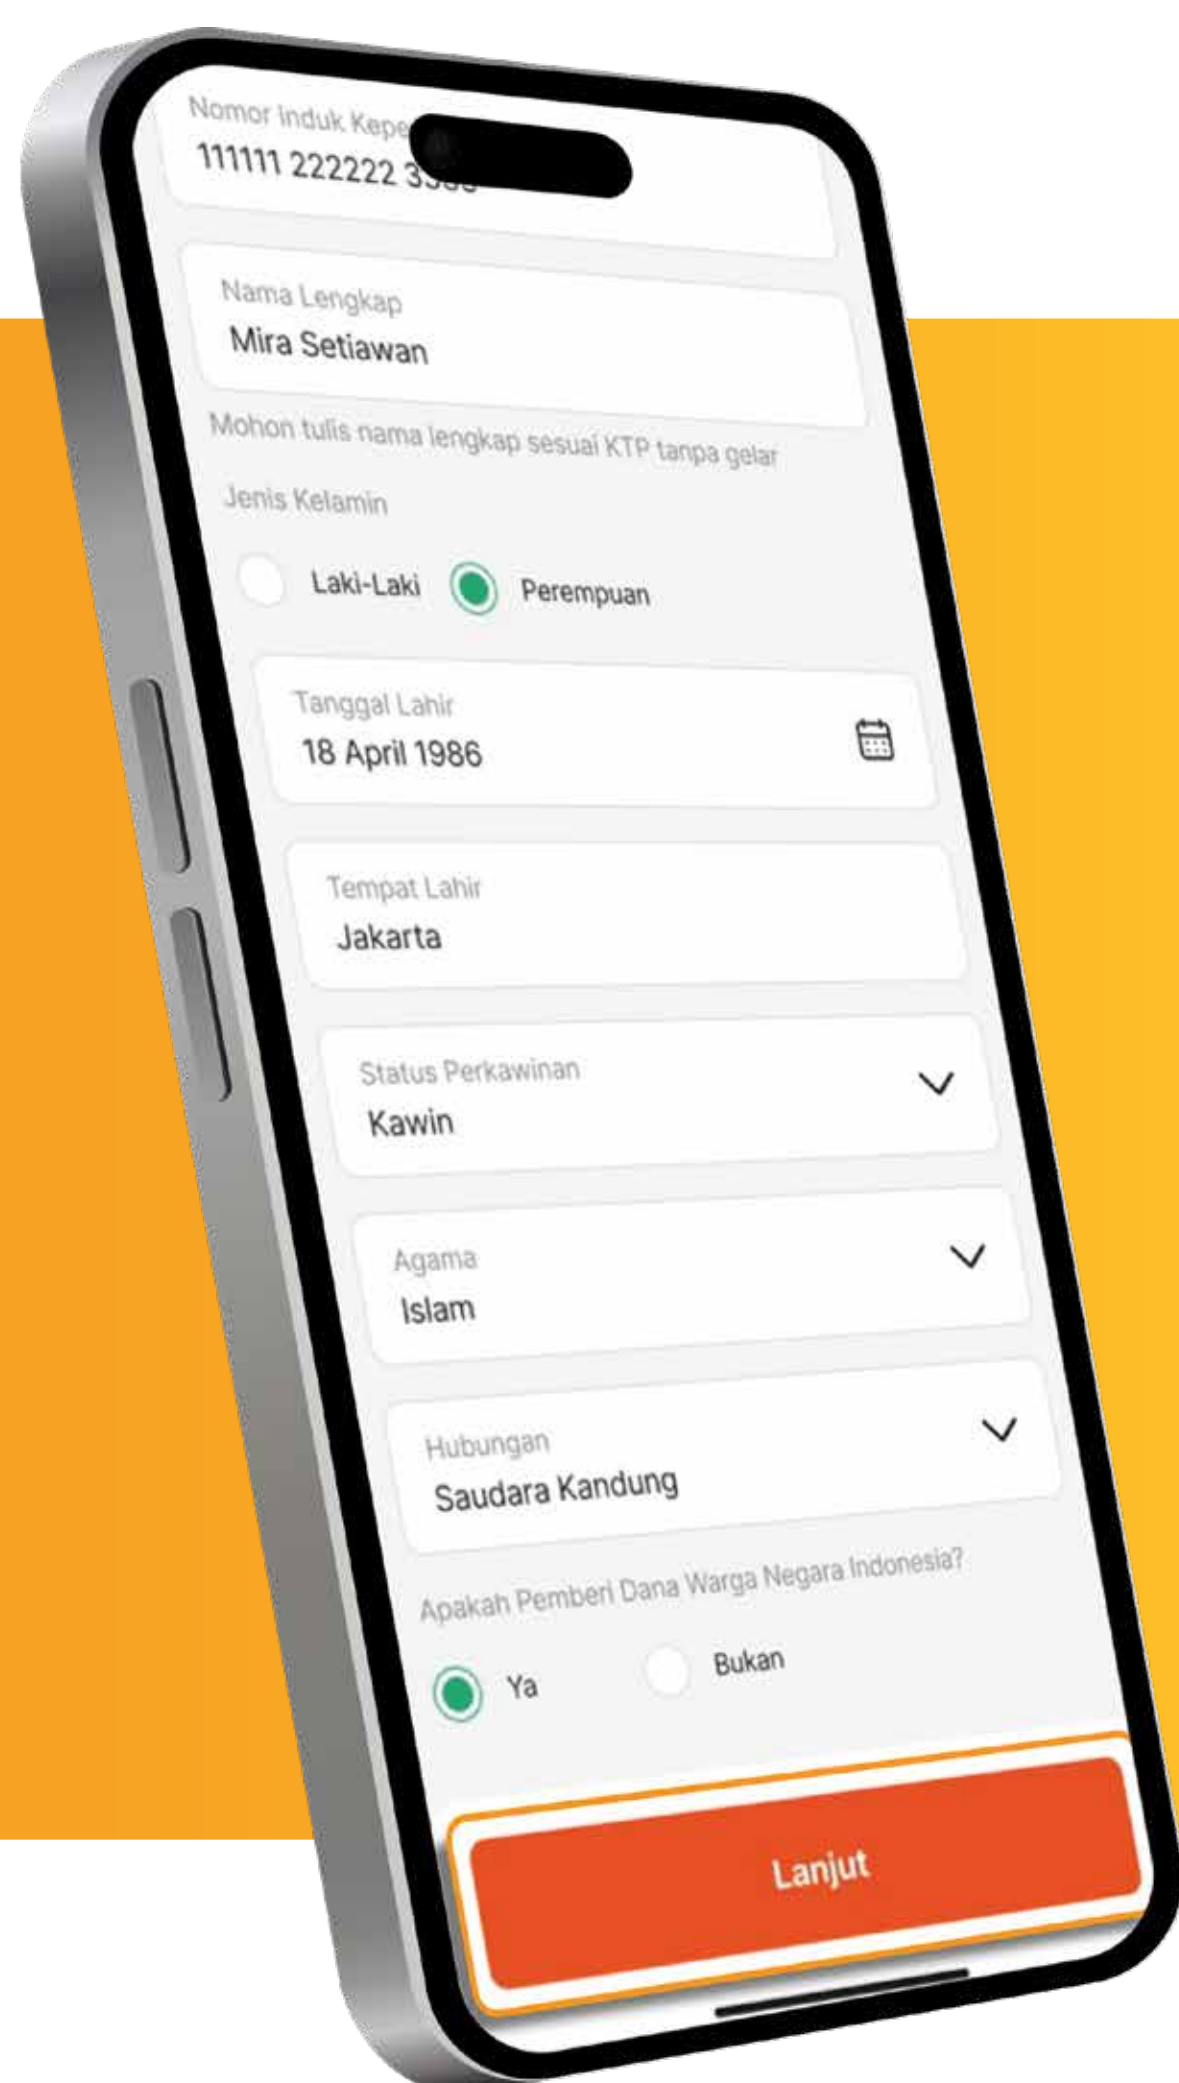 Nomor Induk Kepe
111111 222222
Nama Lengkap
Mira Setiawan
Mohon tulis nama lengkap sesuai KTP tanpa gelar
Jenis Kelamin
Laki-Laki Perempuan
Tanggal Lahir
18 April 1986
Tempat Lahir
Jakarta
Status Perkawinan
Kawin
Agama
Islam
Hubungan
Saudara Kandung
Apakah Pemberi Dana Warga Negara Indonesia?
Ya Bukan
Lanjut